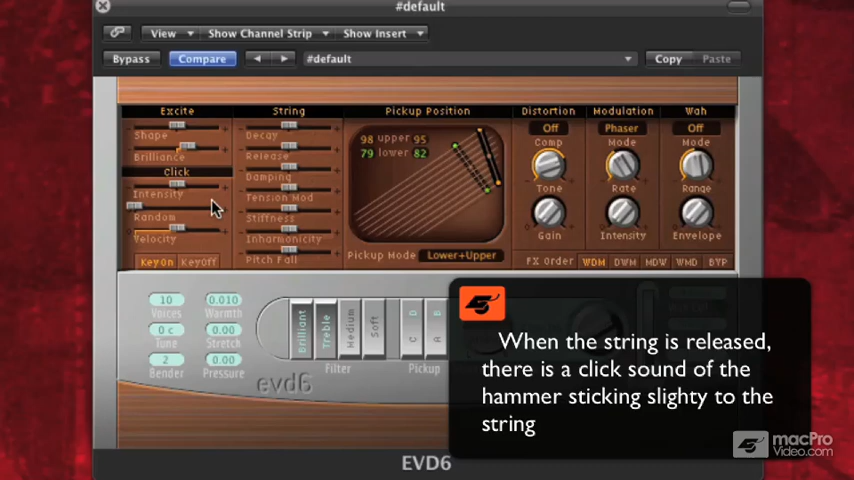 #default
View Show Channel Strip Show Insert
Bypass Compare #default Copy Paste
Excite String Pickup Position Distortion Modulation Wah
Shape Decay 98 upper 95 Off Phaser Off
Brilliance Release 79 lower 82 Comp Mode Mode
Click Damping
Intensity Tension Mod Tone Rate Range
Random Stiffness
Velocity Inharmonicity Gain Intensity Envelope
KeyOn KeyOff Pitch Fall Pickup Mode Lower+Upper FX Order WDM DWM MDW WMD BYP
10 0.010
Voices Warmth
0 c 0.00
Tune Stretch
2 0.00
Bender Pressure
Brilliant Treble Medium Soft C D A B
Filter Pickup
evd6
When the string is released,
there is a click sound of the
hammer sticking slighty to the
string
macPro
Video.com
EVD6